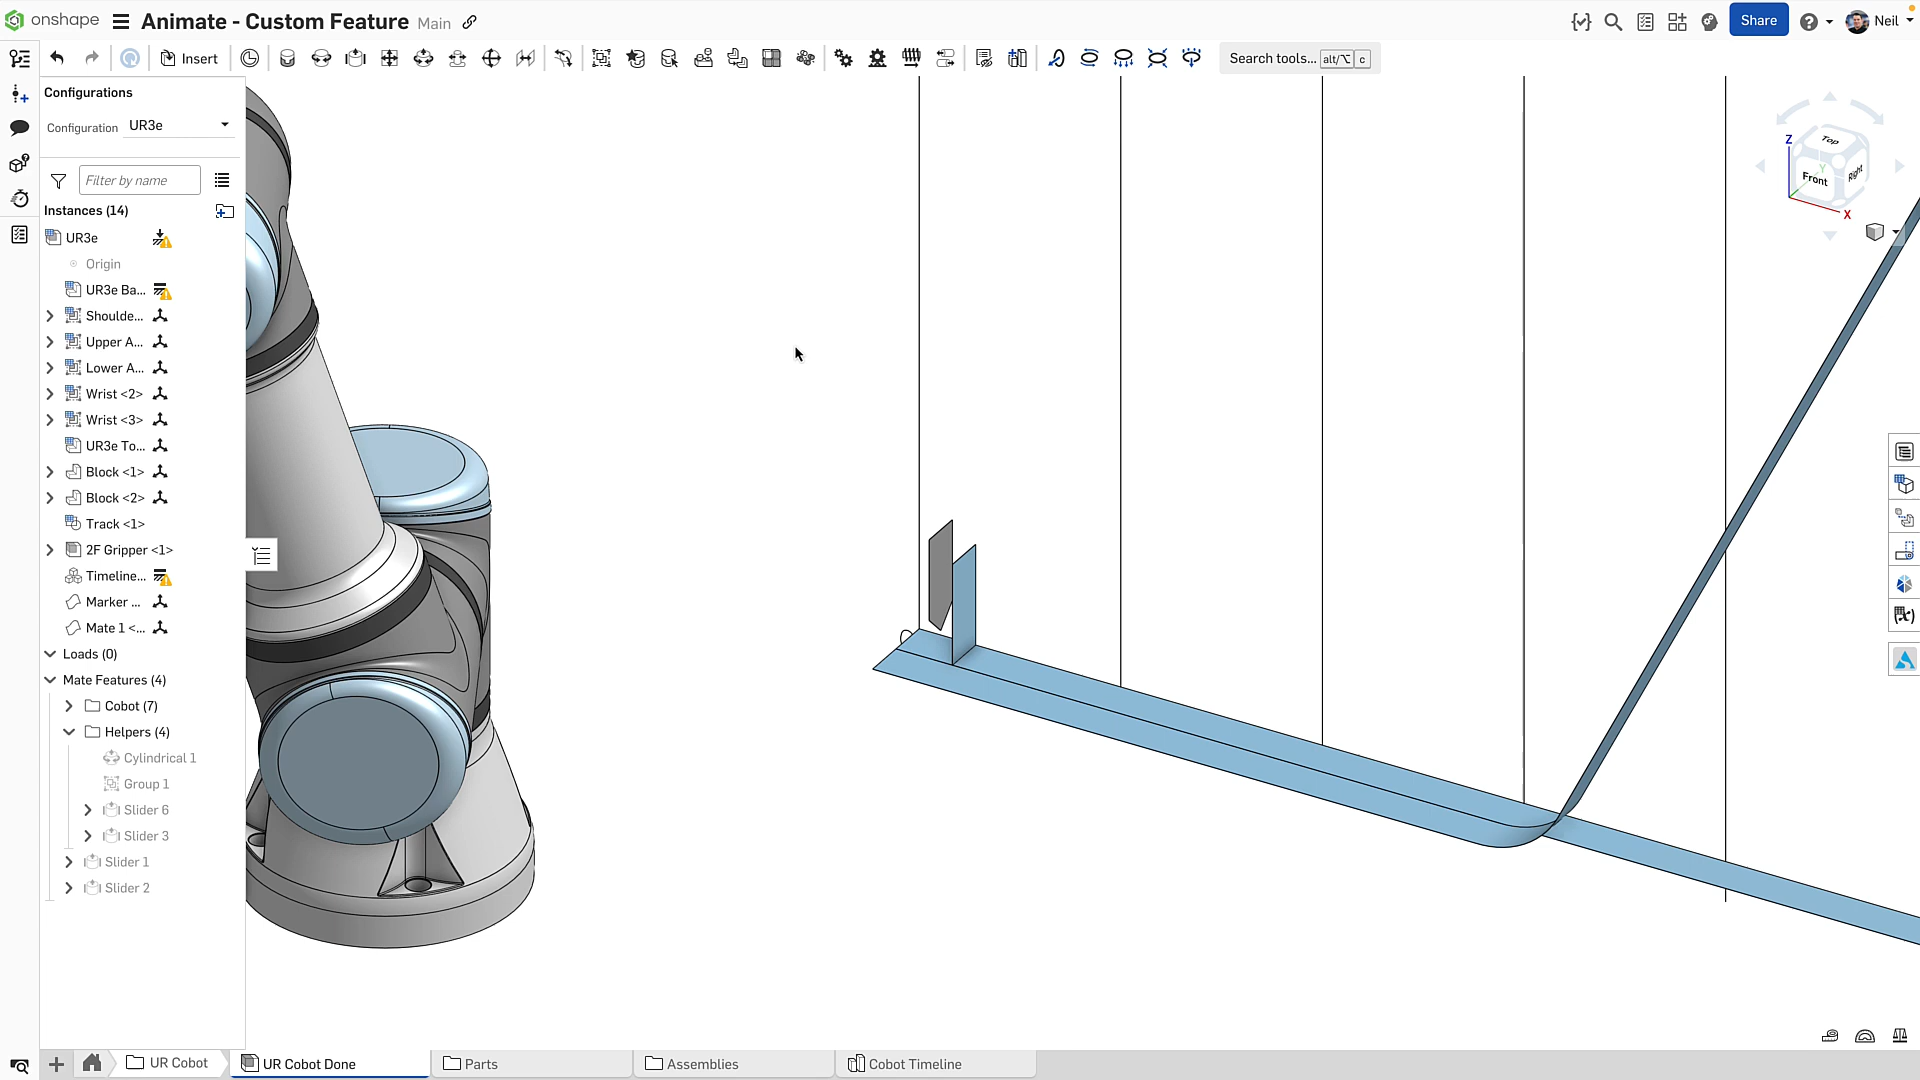 onshape
Animate - Custom Feature Main
Share
Neil
Insert
Search tools... alt/⌥ c
Configurations
Configuration UR3e
Filter by name
Instances (14)
UR3e
Origin
UR3e Ba...
Shoulde...
Upper A...
Lower A...
Wrist <2>
Wrist <3>
UR3e To...
Block <1>
Block <2>
Track <1>
2F Gripper <1>
Timeline...
Marker ...
Mate 1 <...
Loads (0)
Mate Features (4)
Cobot (7)
Helpers (4)
Cylindrical 1
Group 1
Slider 6
Slider 3
Slider 1
Slider 2
Z
Top
Y
Front
Right
X
UR Cobot
UR Cobot Done
Parts
Assemblies
Cobot Timeline